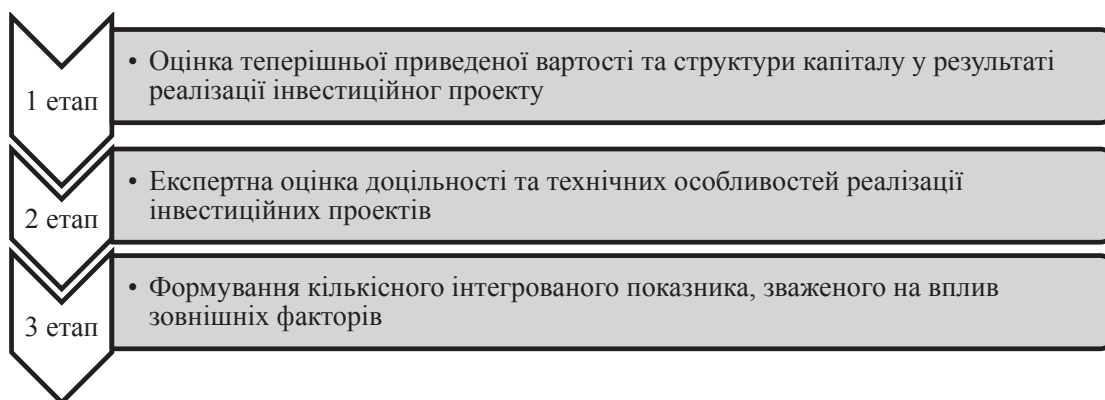 1 етап
• Оцінка теперішньої приведеної вартості та структури капіталу у результаті
реалізації інвестиційног проекту
2 етап
• Експертна оцінка доцільності та технічних особливостей реалізації
інвестиційних проектів
3 етап
• Формування кількісного інтегрованого показника, зваженого на вплив
зовнішніх факторів